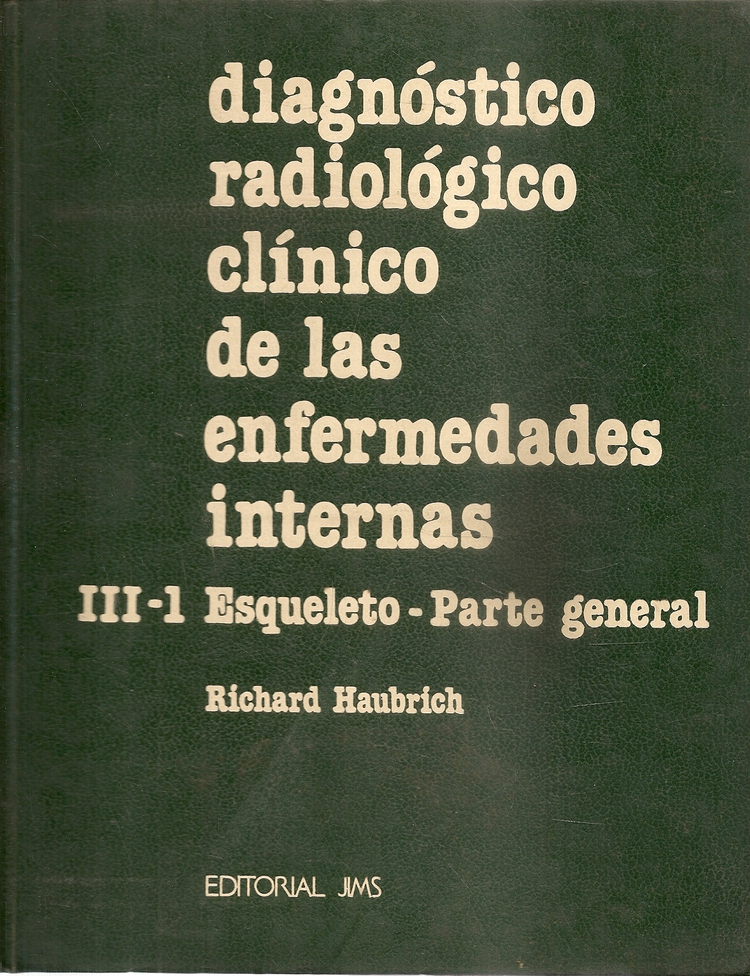 diagnóstico
radiológico
clínico
de las
enfermedades
internas
III-1 Esqueleto - Parte general
Richard Haubrich
EDITORIAL JIMS